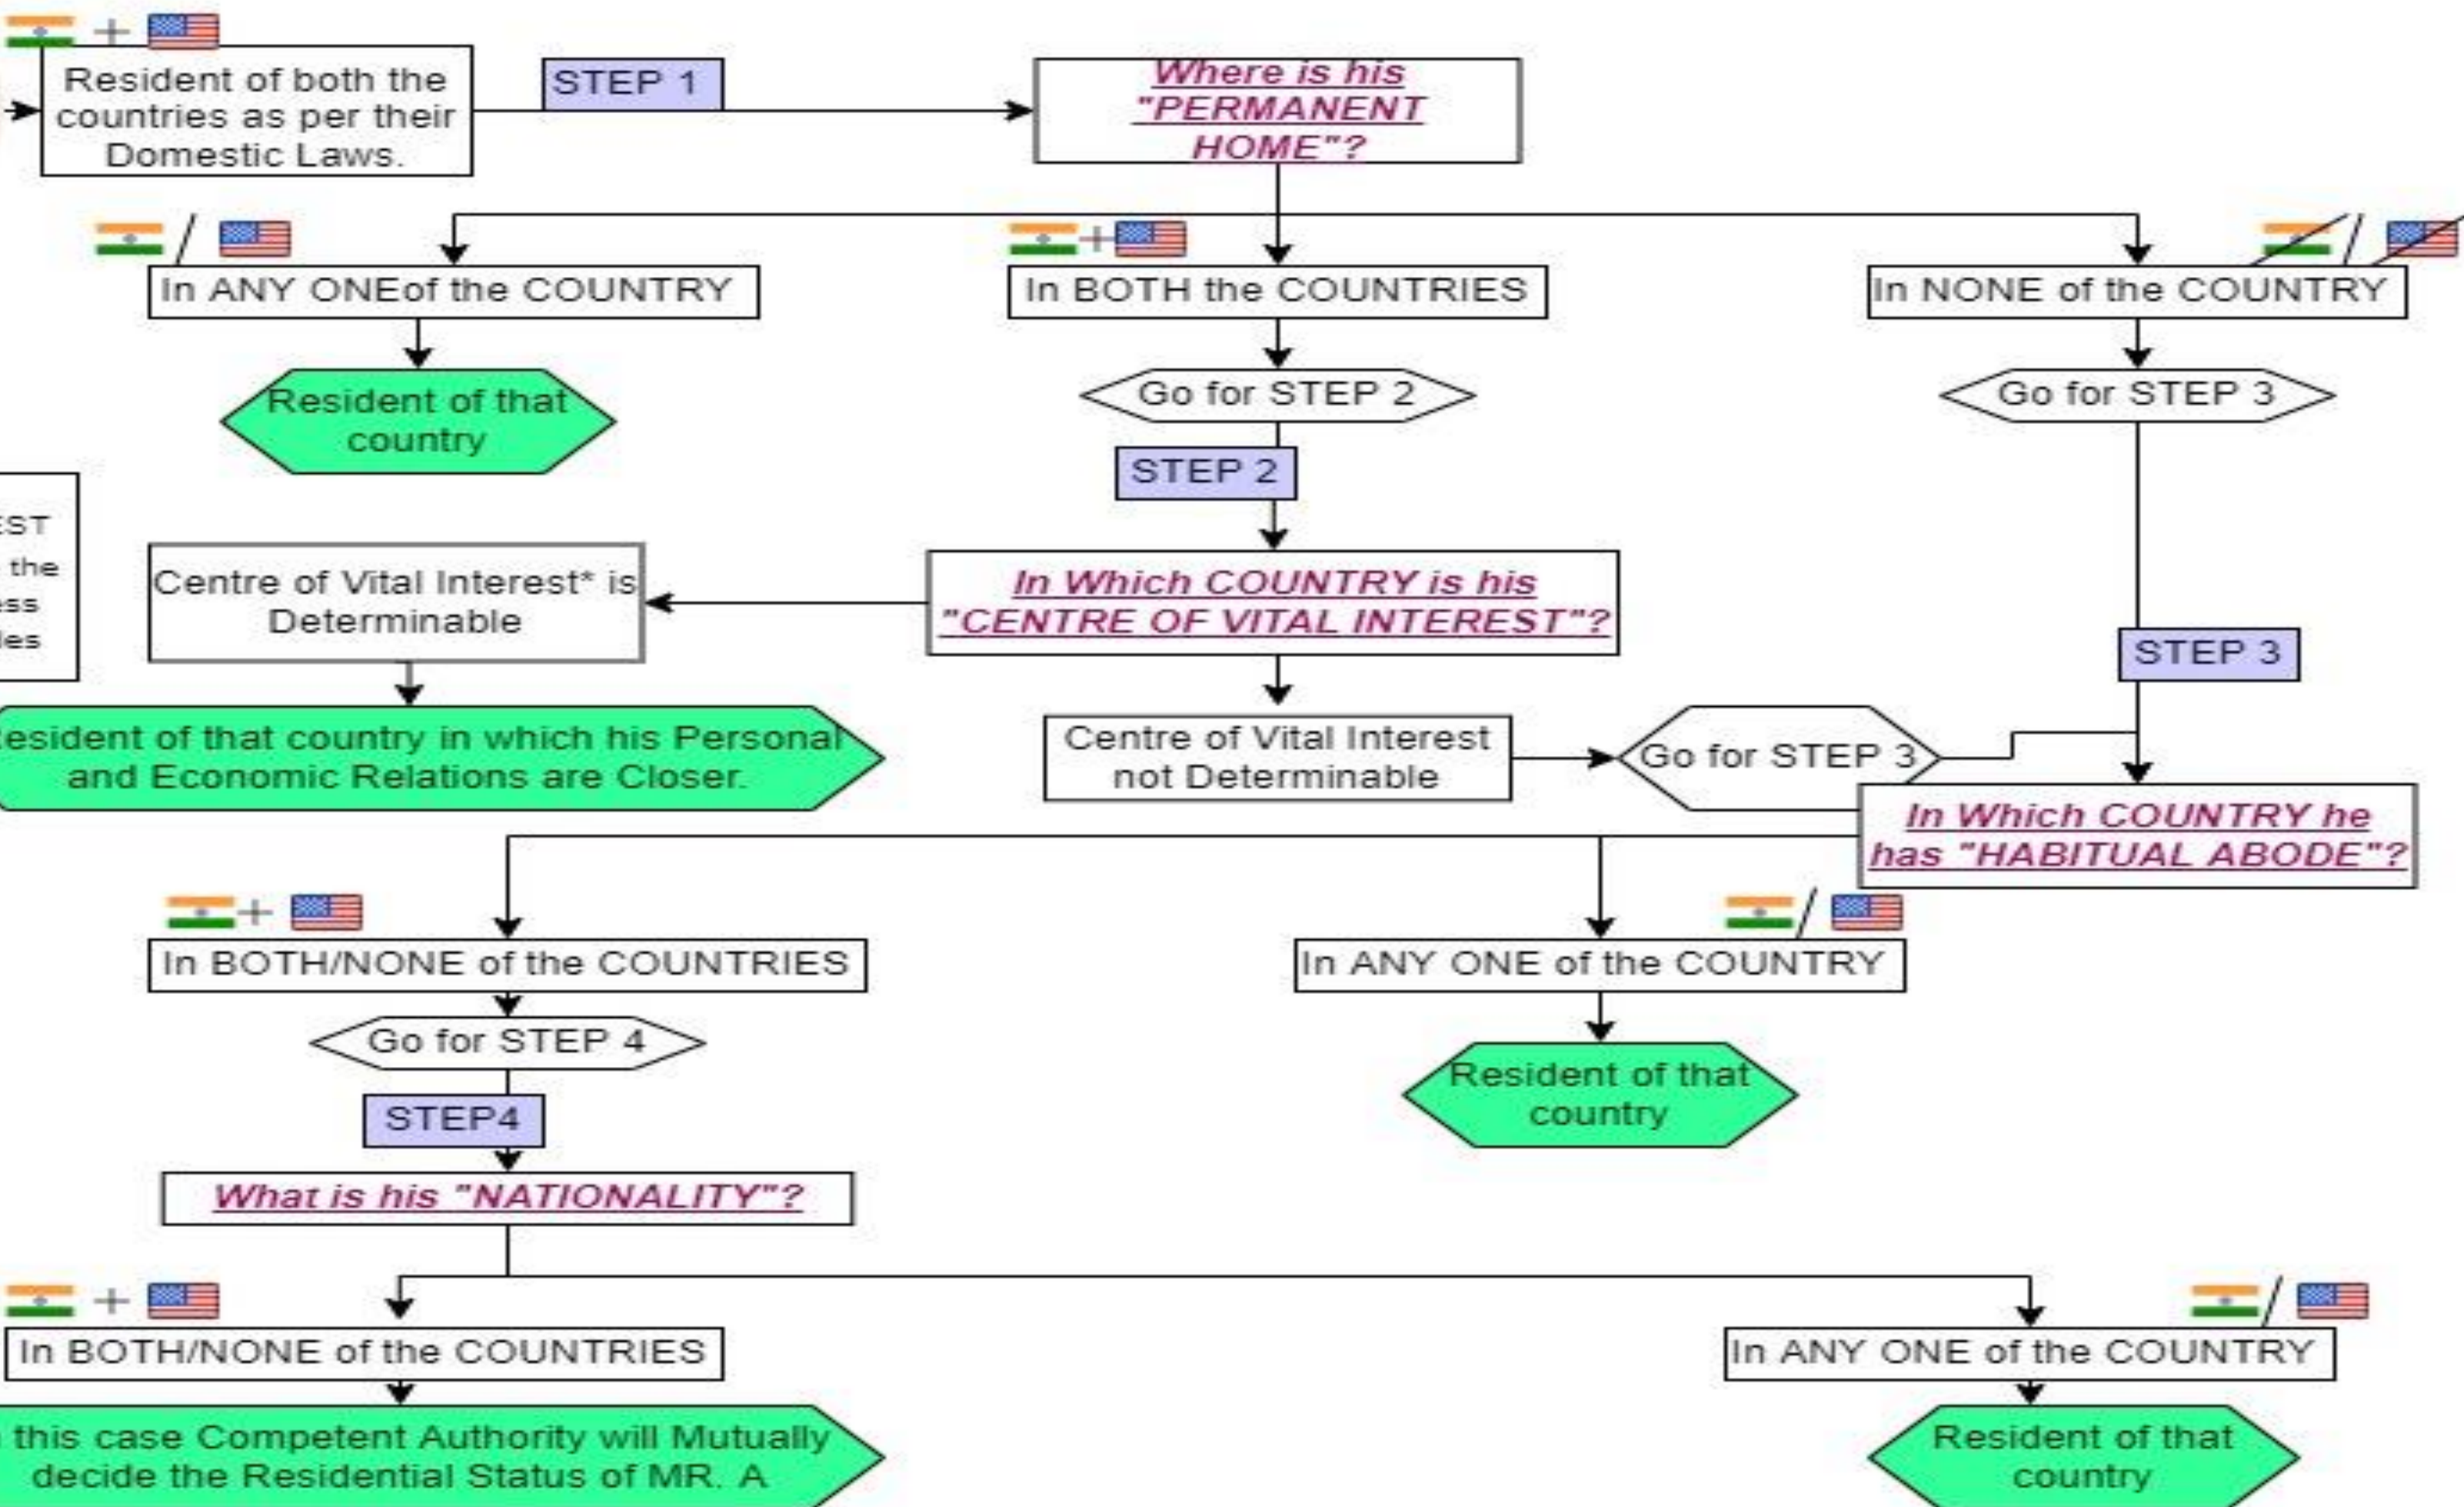 Resident of both the
countries as per their
Domestic Laws.
STEP 1
Where is his
"PERMANENT
HOME"?
In ANY ONEof the COUNTRY
In BOTH the COUNTRIES
In NONE of the COUNTRY
Resident of that
country
Go for STEP 2
Go for STEP 3
STEP 2
EST
the
ess
les
Centre of Vital Interest* is
Determinable
In Which COUNTRY is his
"CENTRE OF VITAL INTEREST"?
STEP 3
esident of that country in which his Personal
and Economic Relations are Closer.
Centre of Vital Interest
not Determinable
Go for STEP 3
In Which COUNTRY he
has "HABITUAL ABODE"?
In BOTH/NONE of the COUNTRIES
In ANY ONE of the COUNTRY
Go for STEP 4
Resident of that
country
STEP4
What is his "NATIONALITY"?
In BOTH/NONE of the COUNTRIES
In ANY ONE of the COUNTRY
this case Competent Authority will Mutually
decide the Residential Status of MR. A
Resident of that
country